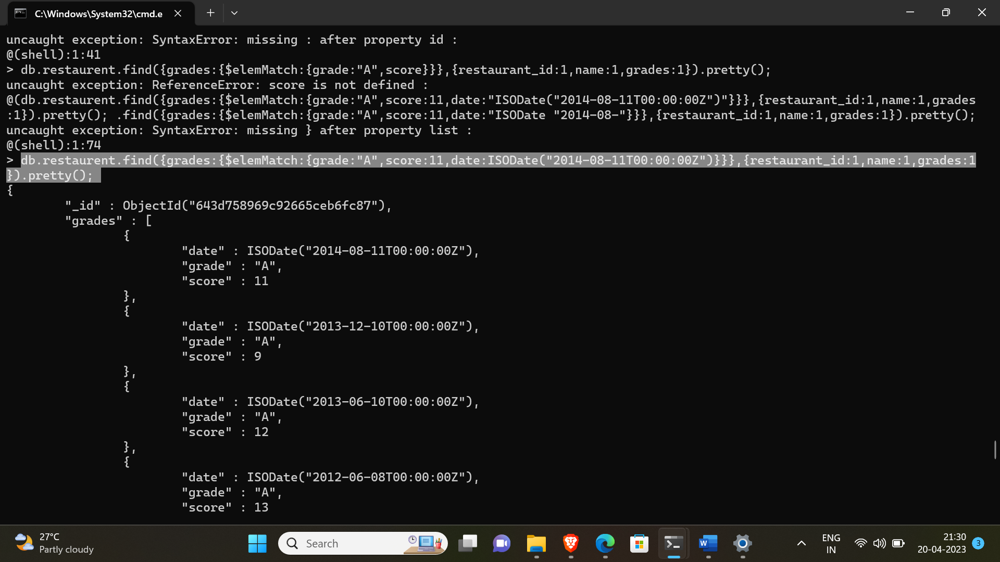 C:\Windows\System32\cmd.e
uncaught exception: SyntaxError: missing : after property id :
@(shell):1:41
> db.restaurent.find({grades:{$elemMatch:{grade:"A",score}}},{restaurant_id:1,name:1,grades:1}).pretty();
uncaught exception: ReferenceError: score is not defined :
@(db.restaurent.find({grades:{$elemMatch:{grade:"A",score:11,date:"ISODate("2014-08-11T00:00:00Z")"}}},{restaurant_id:1,name:1,grades
:1}).pretty(); .find({grades:{$elemMatch:{grade:"A",score:11,date:"ISODate "2014-08-"}}},{restaurant_id:1,name:1,grades:1}).pretty();
uncaught exception: SyntaxError: missing } after property list :
@(shell):1:74
> db.restaurent.find({grades:{$elemMatch:{grade:"A",score:11,date:ISODate("2014-08-11T00:00:00Z")}}},{restaurant_id:1,name:1,grades:1
}).pretty();
{
"_id" : ObjectId("643d758969c92665ceb6fc87"),
"grades" : [
{
"date" : ISODate("2014-08-11T00:00:00Z"),
"grade" : "A",
"score" : 11
},
{
"date" : ISODate("2013-12-10T00:00:00Z"),
"grade" : "A",
"score" : 9
},
{
"date" : ISODate("2013-06-10T00:00:00Z"),
"grade" : "A",
"score" : 12
},
{
"date" : ISODate("2012-06-08T00:00:00Z"),
"grade" : "A",
"score" : 13
27°C
Partly cloudy
Search
ENG
IN
21:30
20-04-2023
3